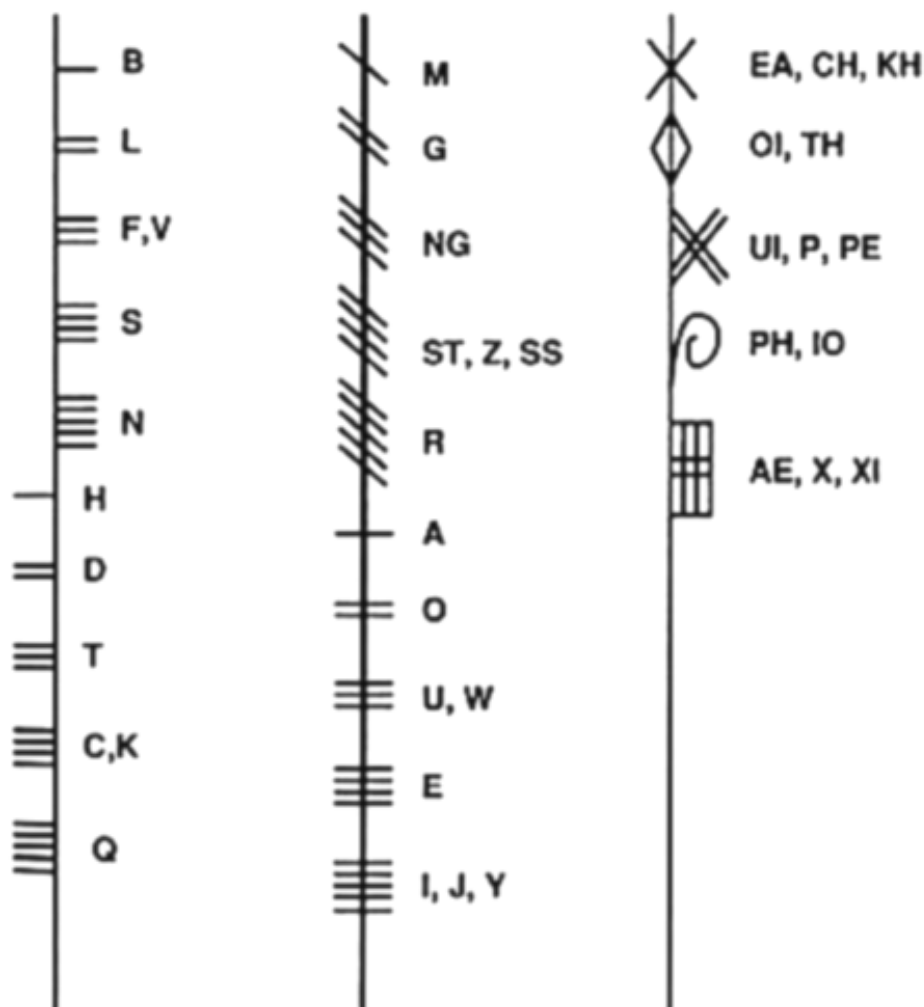 B
L
F,V
S
N
H
D
T
C,K
Q
M
G
NG
ST, Z, SS
R
A
O
U, W
E
I, J, Y
EA, CH, KH
OI, TH
UI, P, PE
PH, IO
AE, X, XI